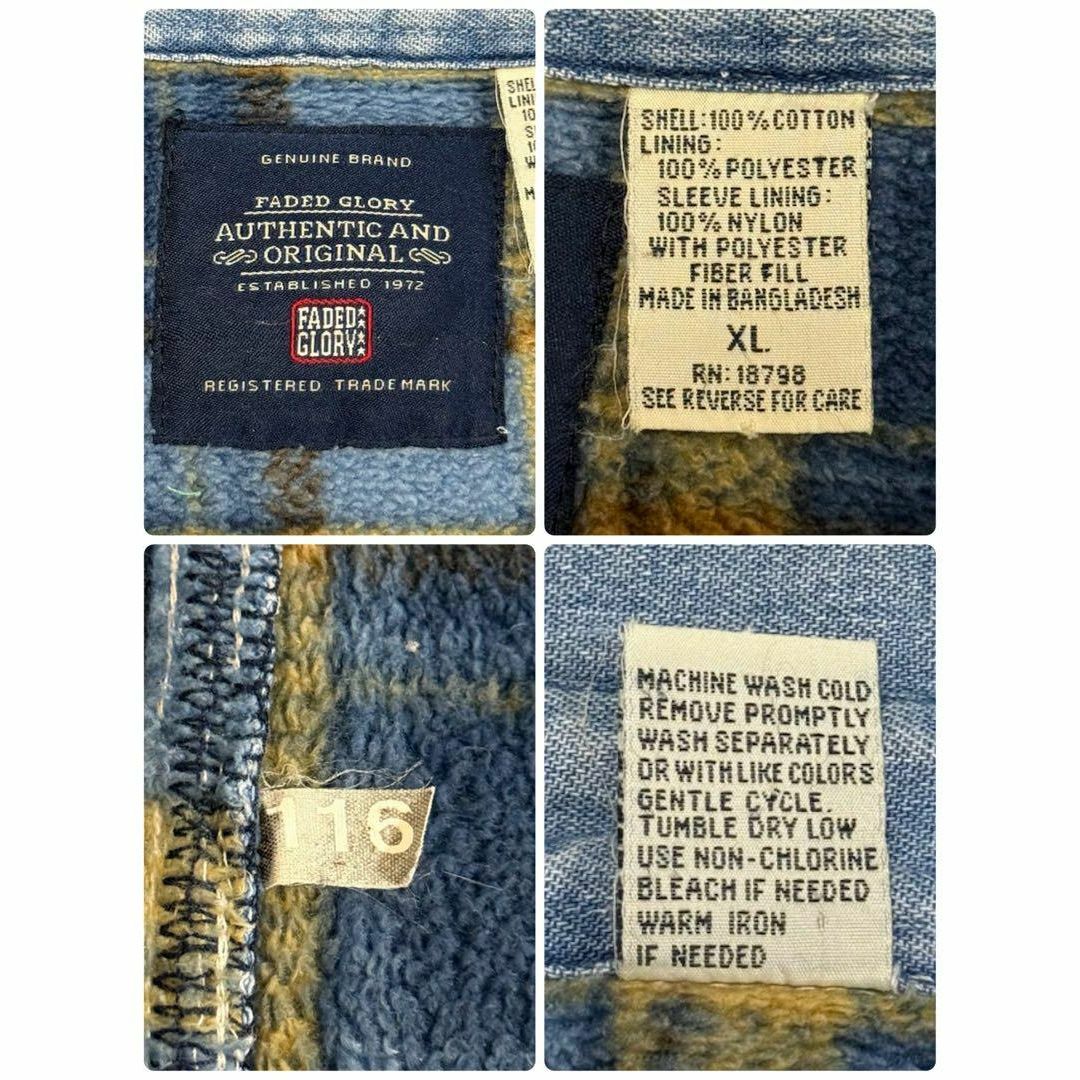 GENUINE BRAND
FADED GLORY
AUTHENTIC AND
ORIGINAL
ESTABLISHED 1972
FADED
GLORY
REGISTERED TRADEMARK
SHELL: 100% COTTON
LINING:
100% POLYESTER
SLEEVE LINING:
100% NYLON
WITH POLYESTER
FIBER FILL
MADE IN BANGLADESH
XL
RN: 18798
SEE REVERSE FOR CARE
116
MACHINE WASH COLD
REMOVE PROMPTLY
WASH SEPARATELY
OR WITH LIKE COLORS
GENTLE CYCLE.
TUMBLE DRY LOW
USE NON-CHLORINE
BLEACH IF NEEDED
WARM IRON
IF NEEDED